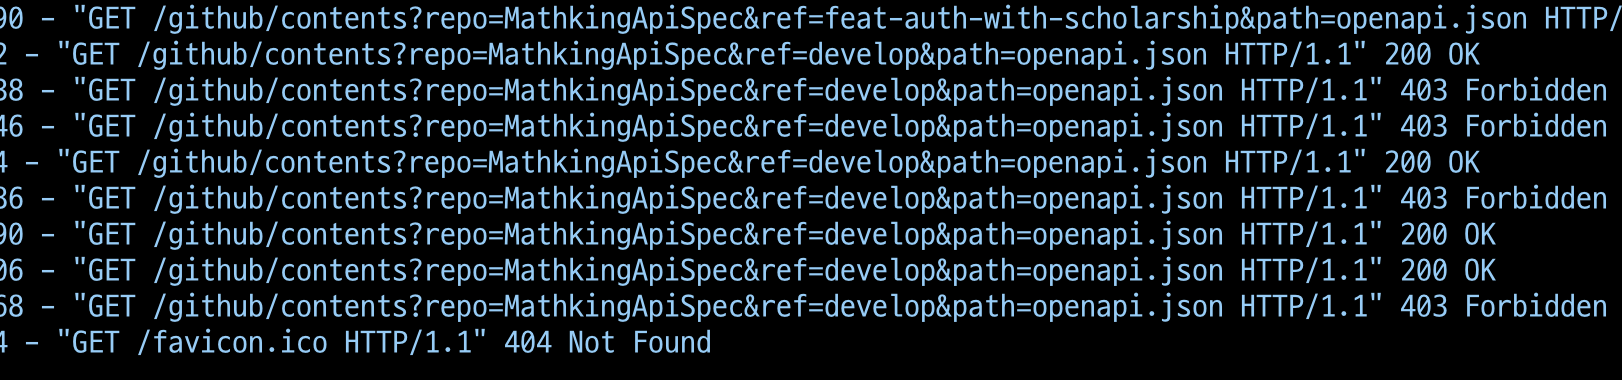 90 - "GET /github/contents?repo=MathkingApiSpec&ref=feat-auth-with-scholarship&path=openapi.json HTTP/
2 - "GET /github/contents?repo=MathkingApiSpec&ref=develop&path=openapi.json HTTP/1.1" 200 OK
38 - "GET /github/contents?repo=MathkingApiSpec&ref=develop&path=openapi.json HTTP/1.1" 403 Forbidden
46 - "GET /github/contents?repo=MathkingApiSpec&ref=develop&path=openapi.json HTTP/1.1" 403 Forbidden
4 - "GET /github/contents?repo=MathkingApiSpec&ref=develop&path=openapi.json HTTP/1.1" 200 OK
36 - "GET /github/contents?repo=MathkingApiSpec&ref=develop&path=openapi.json HTTP/1.1" 403 Forbidden
90 - "GET /github/contents?repo=MathkingApiSpec&ref=develop&path=openapi.json HTTP/1.1" 200 OK
06 - "GET /github/contents?repo=MathkingApiSpec&ref=develop&path=openapi.json HTTP/1.1" 200 OK
68 - "GET /github/contents?repo=MathkingApiSpec&ref=develop&path=openapi.json HTTP/1.1" 403 Forbidden
4 - "GET /favicon.ico HTTP/1.1" 404 Not Found